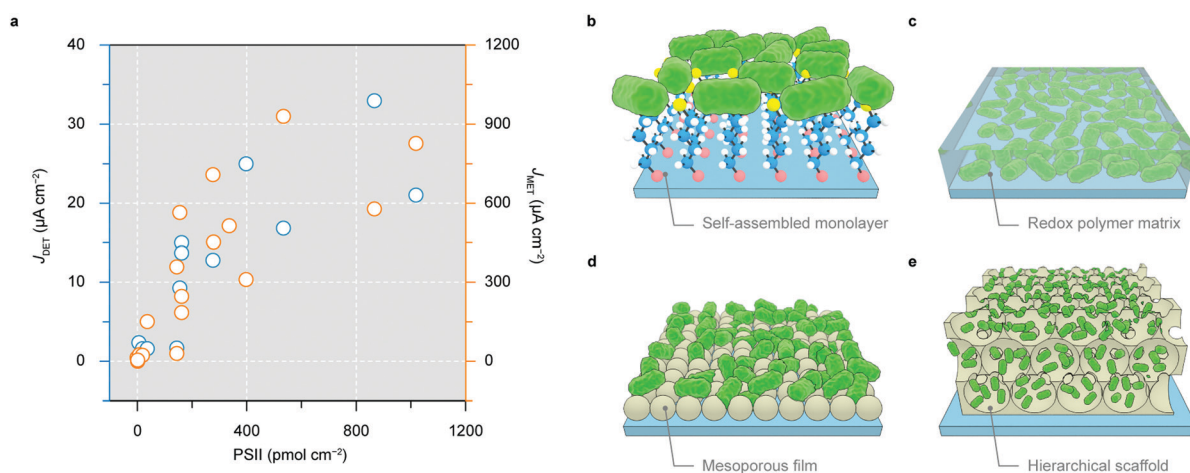 a
40
30
20
10
0
J_DET (μA cm⁻²)
1200
900
600
300
0
J_MET (μA cm⁻²)
0
400
800
1200
PSII (pmol cm⁻²)
b
Self-assembled monolayer
c
Redox polymer matrix
d
Mesoporous film
e
Hierarchical scaffold